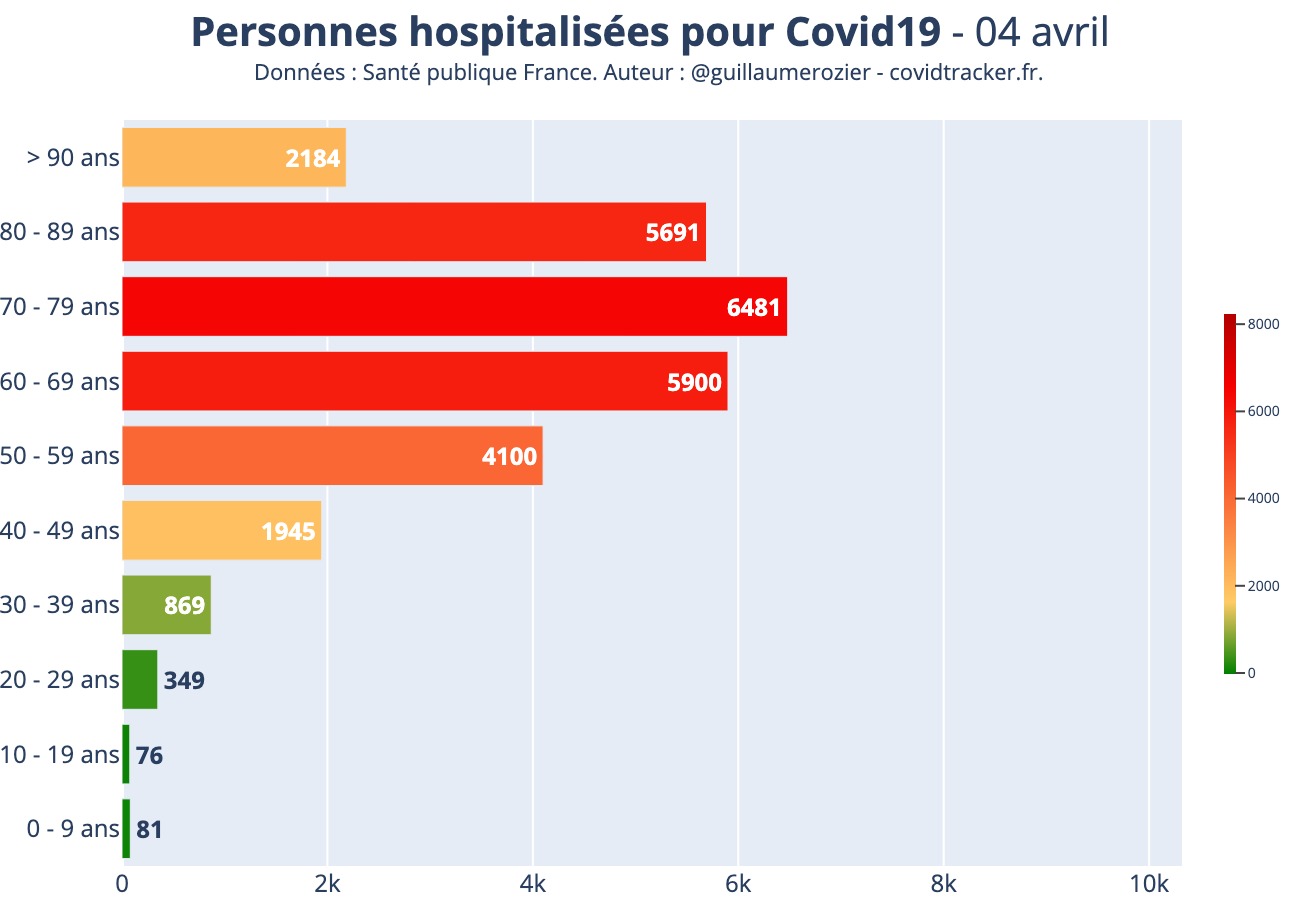 Personnes hospitalisées pour Covid19 - 04 avril
Données : Santé publique France. Auteur : @guillaumerozier - covidtracker.fr.
> 90 ans 2184
80 - 89 ans 5691
70 - 79 ans 6481
60 - 69 ans 5900
50 - 59 ans 4100
40 - 49 ans 1945
30 - 39 ans 869
20 - 29 ans 349
10 - 19 ans 76
0 - 9 ans 81
0 2k 4k 6k 8k 10k
8000
6000
4000
2000
0